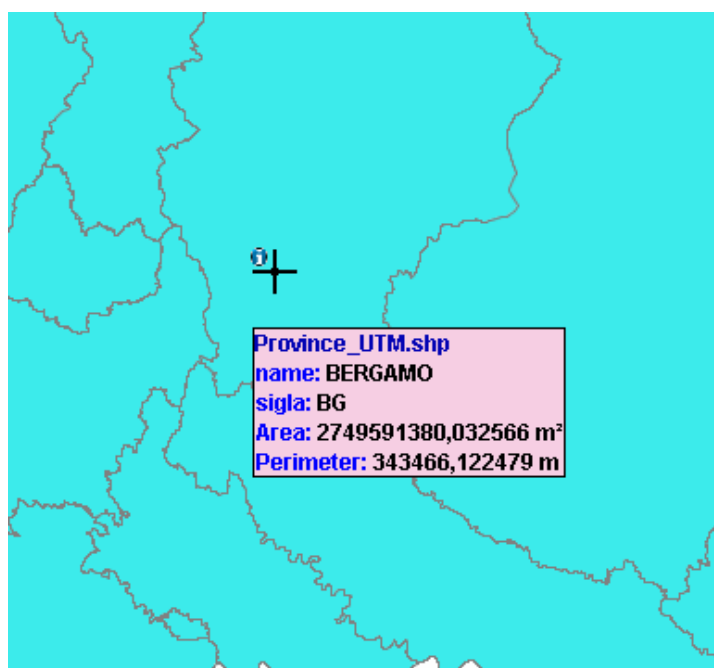 Province_UTM.shp
name: BERGAMO
sigla: BG
Area: 2749591380,032566 m²
Perimeter: 343466,122479 m